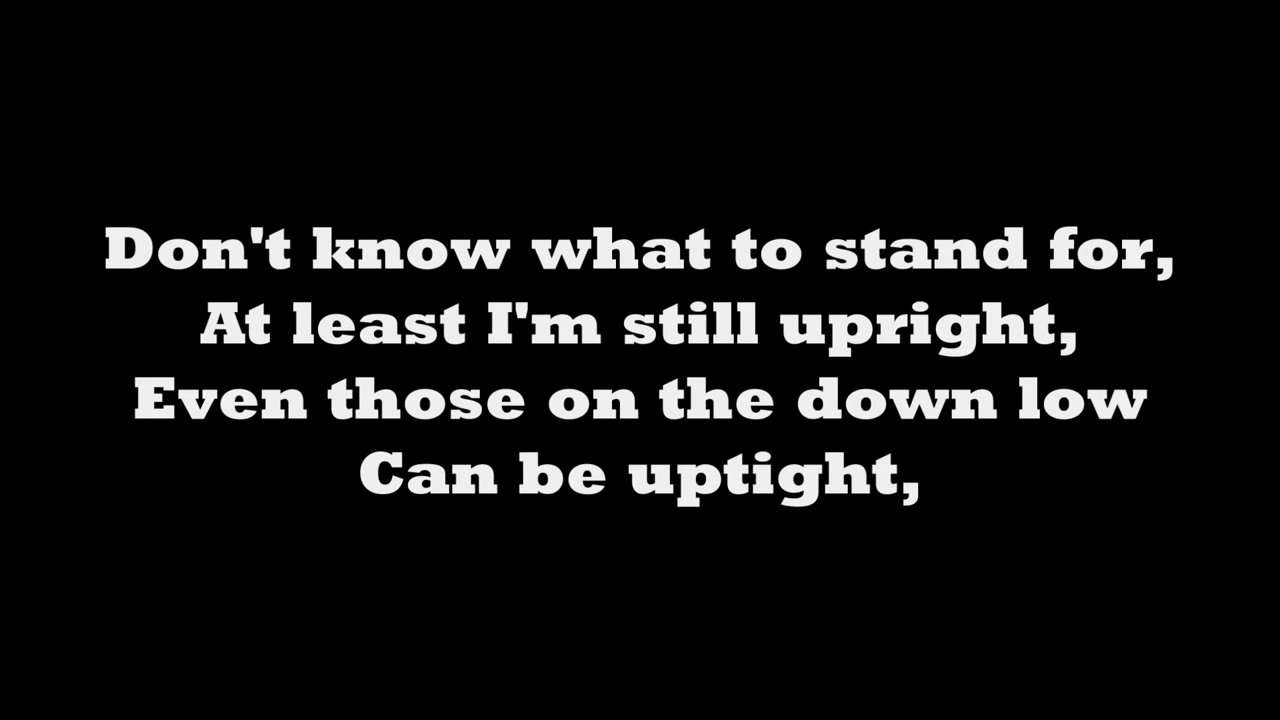 Don't know what to stand for,
At least I'm still upright,
Even those on the down low
Can be uptight,